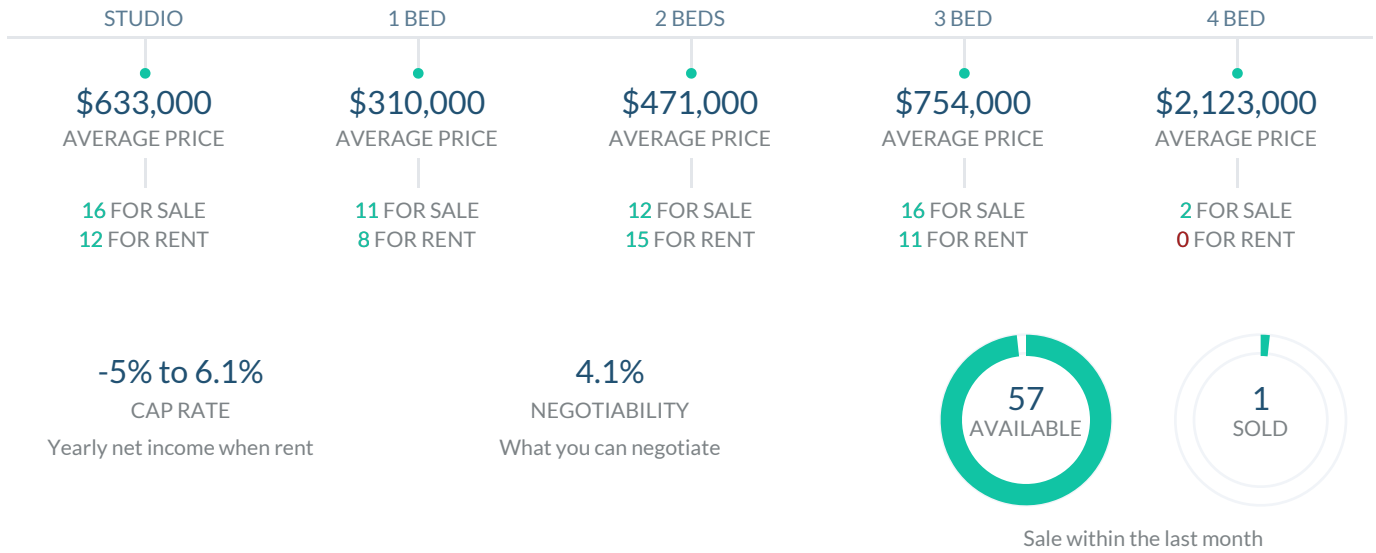 STUDIO
1 BED
2 BEDS
3 BED
4 BED
$633,000
$310,000
$471,000
$754,000
$2,123,000
AVERAGE PRICE
AVERAGE PRICE
AVERAGE PRICE
AVERAGE PRICE
AVERAGE PRICE
16 FOR SALE
11 FOR SALE
12 FOR SALE
16 FOR SALE
2 FOR SALE
12 FOR RENT
8 FOR RENT
15 FOR RENT
11 FOR RENT
0 FOR RENT
-5% to 6.1%
CAP RATE
Yearly net income when rent
4.1%
NEGOTIABILITY
What you can negotiate
57
AVAILABLE
1
SOLD
Sale within the last month